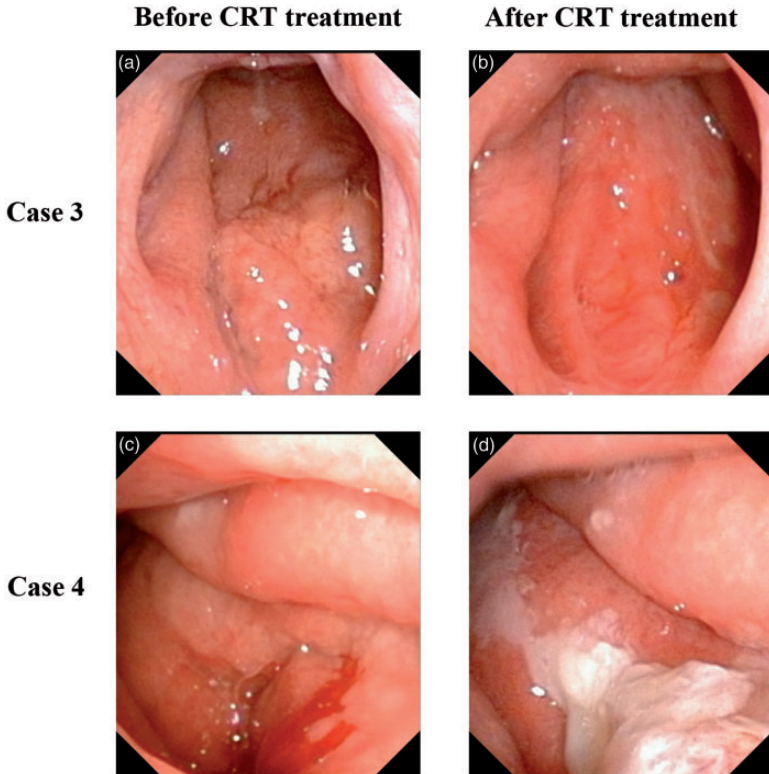 Before CRT treatment
After CRT treatment
Case 3
(a)
(b)
Case 4
(c)
(d)